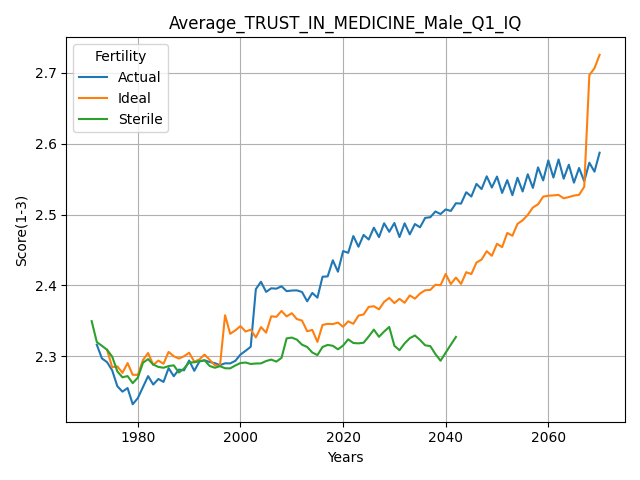 Average_TRUST_IN_MEDICINE_Male_Q1_IQ
Fertility
Actual
Ideal
Sterile
Score(1-3)
2.7
2.6
2.5
2.4
2.3
1980
2000
2020
2040
2060
Years